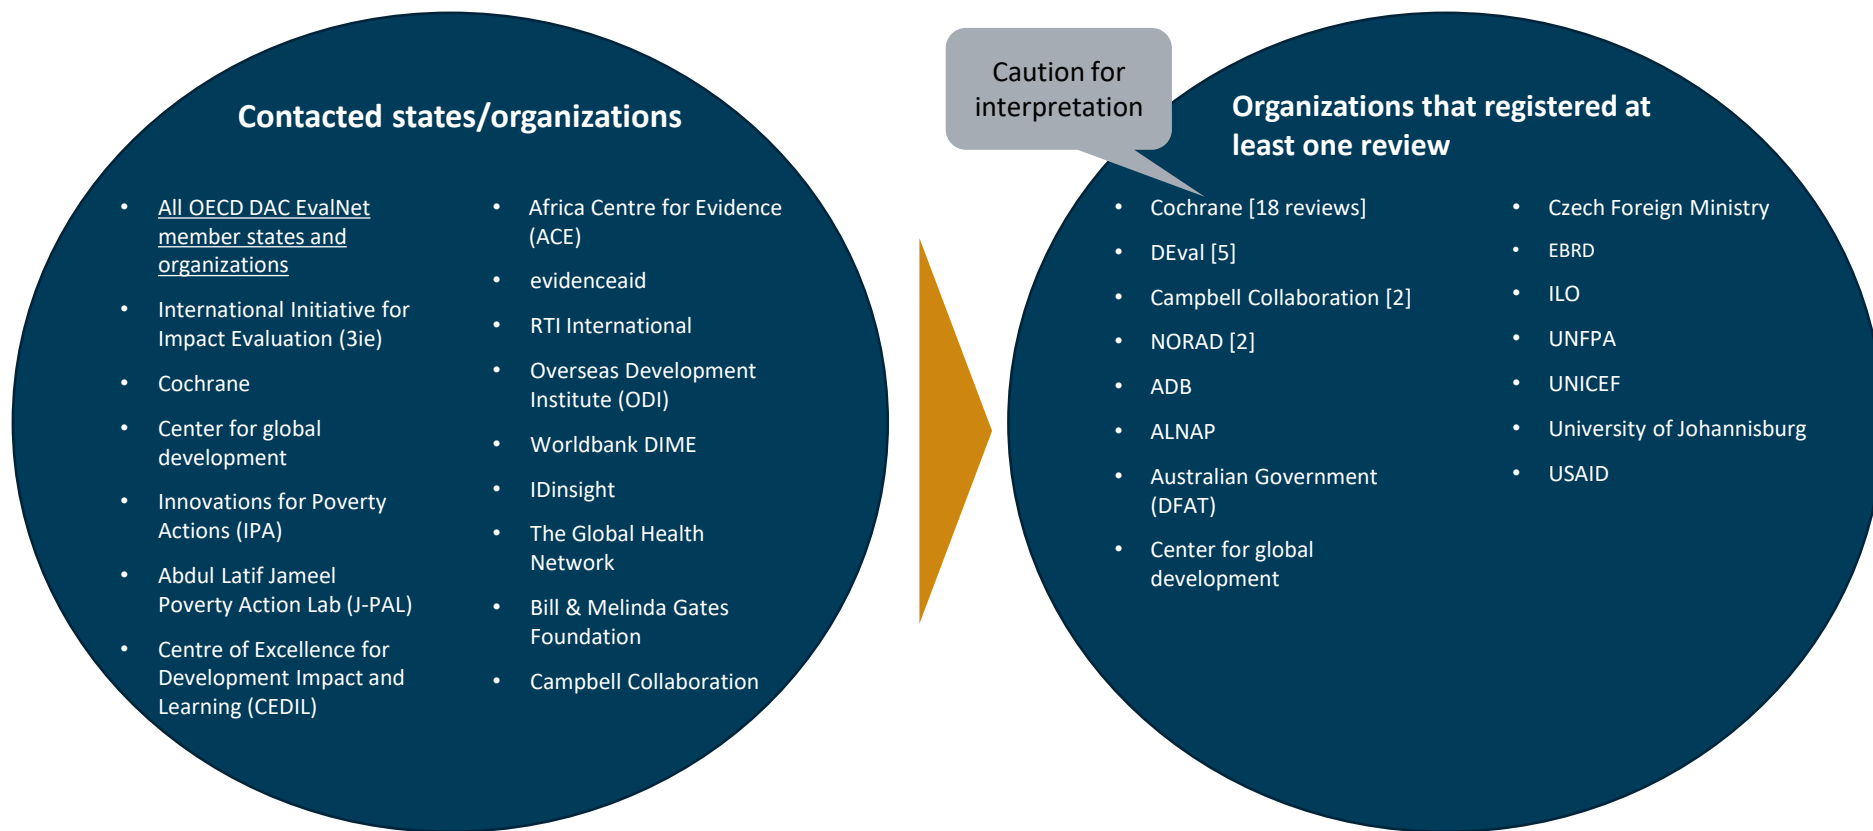 Contacted states/organizations
• All OECD DAC EvalNet
member states and
organizations
• International Initiative for
Impact Evaluation (3ie)
• Cochrane
• Center for global
development
• Innovations for Poverty
Actions (IPA)
• Abdul Latif Jameel
Poverty Action Lab (J-PAL)
• Centre of Excellence for
Development Impact and
Learning (CEDIL)
• Africa Centre for Evidence
(ACE)
• evidenceaid
• RTI International
• Overseas Development
Institute (ODI)
• Worldbank DIME
• IDinsight
• The Global Health
Network
• Bill & Melinda Gates
Foundation
• Campbell Collaboration
Caution for
interpretation
Organizations that registered at
least one review
• Cochrane [18 reviews]
• DEval [5]
• Campbell Collaboration [2]
• NORAD [2]
• ADB
• ALNAP
• Australian Government
(DFAT)
• Center for global
development
• Czech Foreign Ministry
• EBRD
• ILO
• UNFPA
• UNICEF
• University of Johannisburg
• USAID